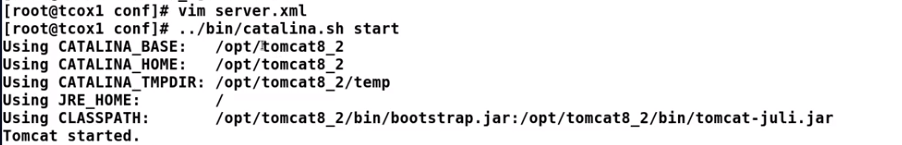 [root@tcox1 conf]# vim server.xml
[root@tcox1 conf]# ../bin/catalina.sh start
Using CATALINA_BASE:   /opt/tomcat8_2
Using CATALINA_HOME:   /opt/tomcat8_2
Using CATALINA_TMPDIR: /opt/tomcat8_2/temp
Using JRE_HOME:        /
Using CLASSPATH:       /opt/tomcat8_2/bin/bootstrap.jar:/opt/tomcat8_2/bin/tomcat-juli.jar
Tomcat started.